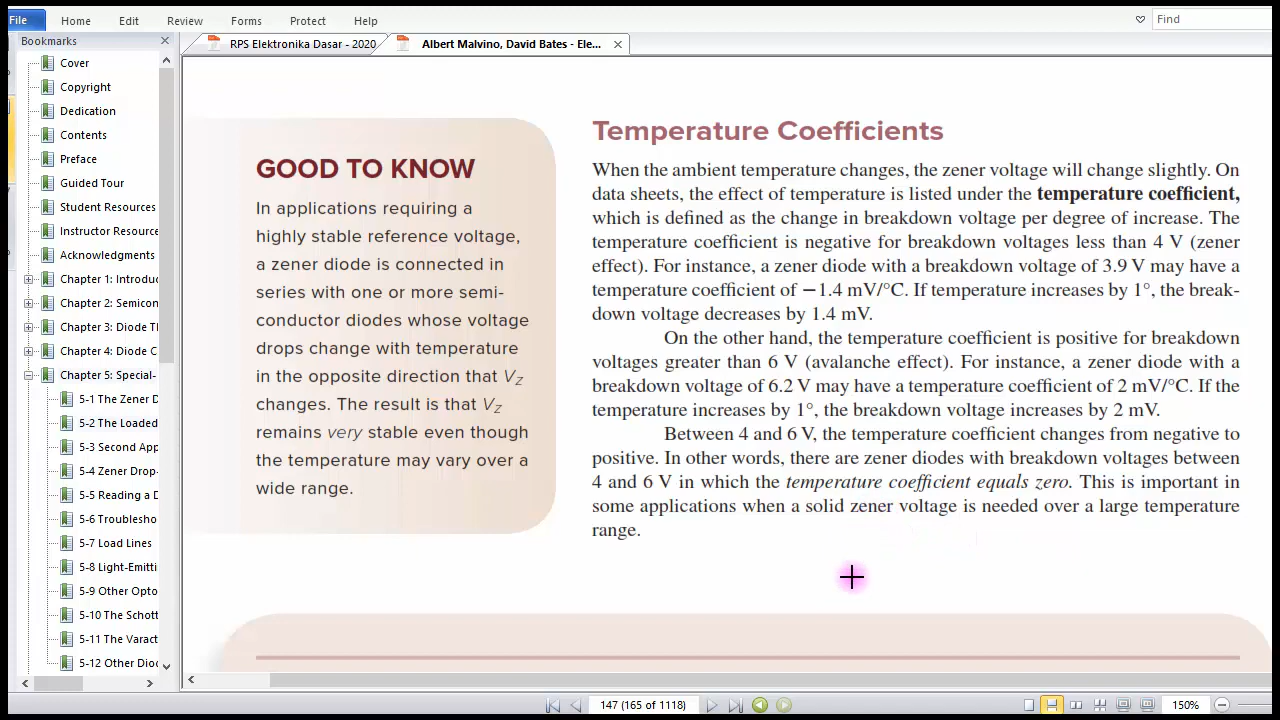 File Home Edit Review Forms Protect Help Find
Bookmarks
RPS Elektronika Dasar - 2020 Albert Malvino, David Bates - Ele...
Cover
Copyright
Dedication
Contents
Preface
Guided Tour
Student Resources
Instructor Resource
Acknowledgments
Chapter 1: Introduc
Chapter 2: Semicon
Chapter 3: Diode Tl
Chapter 4: Diode C
Chapter 5: Special-
5-1 The Zener D
5-2 The Loaded
5-3 Second App
5-4 Zener Drop-
5-5 Reading a D
5-6 Troublesho
5-7 Load Lines
5-8 Light-Emitti
5-9 Other Opto
5-10 The Schott
5-11 The Varact
5-12 Other Diod
GOOD TO KNOW
In applications requiring a
highly stable reference voltage,
a zener diode is connected in
series with one or more semi-
conductor diodes whose voltage
drops change with temperature
in the opposite direction that VZ
changes. The result is that VZ
remains very stable even though
the temperature may vary over a
wide range.
Temperature Coefficients
When the ambient temperature changes, the zener voltage will change slightly. On
data sheets, the effect of temperature is listed under the temperature coefficient,
which is defined as the change in breakdown voltage per degree of increase. The
temperature coefficient is negative for breakdown voltages less than 4 V (zener
effect). For instance, a zener diode with a breakdown voltage of 3.9 V may have a
temperature coefficient of −1.4 mV/°C. If temperature increases by 1°, the break-
down voltage decreases by 1.4 mV.
On the other hand, the temperature coefficient is positive for breakdown
voltages greater than 6 V (avalanche effect). For instance, a zener diode with a
breakdown voltage of 6.2 V may have a temperature coefficient of 2 mV/°C. If the
temperature increases by 1°, the breakdown voltage increases by 2 mV.
Between 4 and 6 V, the temperature coefficient changes from negative to
positive. In other words, there are zener diodes with breakdown voltages between
4 and 6 V in which the temperature coefficient equals zero. This is important in
some applications when a solid zener voltage is needed over a large temperature
range.
147 (165 of 1118) 150%